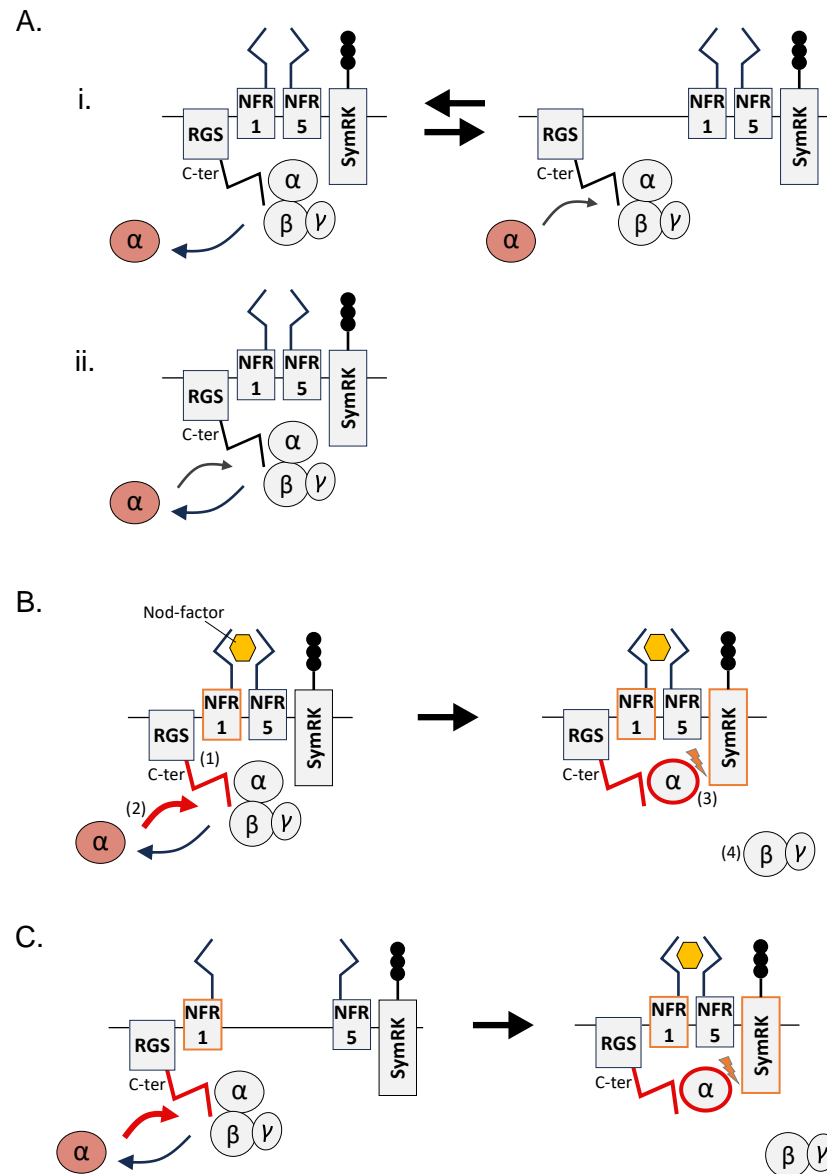 A.
i.
RGS
NFR
1
NFR
5
SymRK
C-ter
α
β
γ
α
RGS
NFR
1
NFR
5
SymRK
C-ter
α
β
γ
α
ii.
RGS
NFR
1
NFR
5
SymRK
C-ter
α
β
γ
α
B.
Nod-factor
RGS
NFR
1
NFR
5
SymRK
C-ter
(1)
(2)
α
β
γ
α
RGS
NFR
1
NFR
5
SymRK
C-ter
α
(3)
(4)
β
γ
C.
RGS
NFR
1
NFR
5
SymRK
C-ter
α
β
γ
α
RGS
NFR
1
NFR
5
SymRK
C-ter
α
β
γ